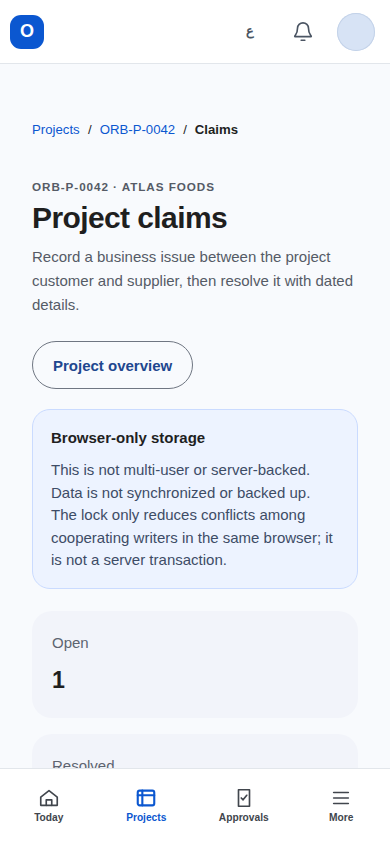 O
ع
Projects / ORB-P-0042 / Claims
ORB-P-0042 · ATLAS FOODS
Project claims
Record a business issue between the project
customer and supplier, then resolve it with dated
details.
Project overview
Browser-only storage
This is not multi-user or server-backed.
Data is not synchronized or backed up.
The lock only reduces conflicts among
cooperating writers in the same browser; it
is not a server transaction.
Open
1
Resolved
Today Projects Approvals More